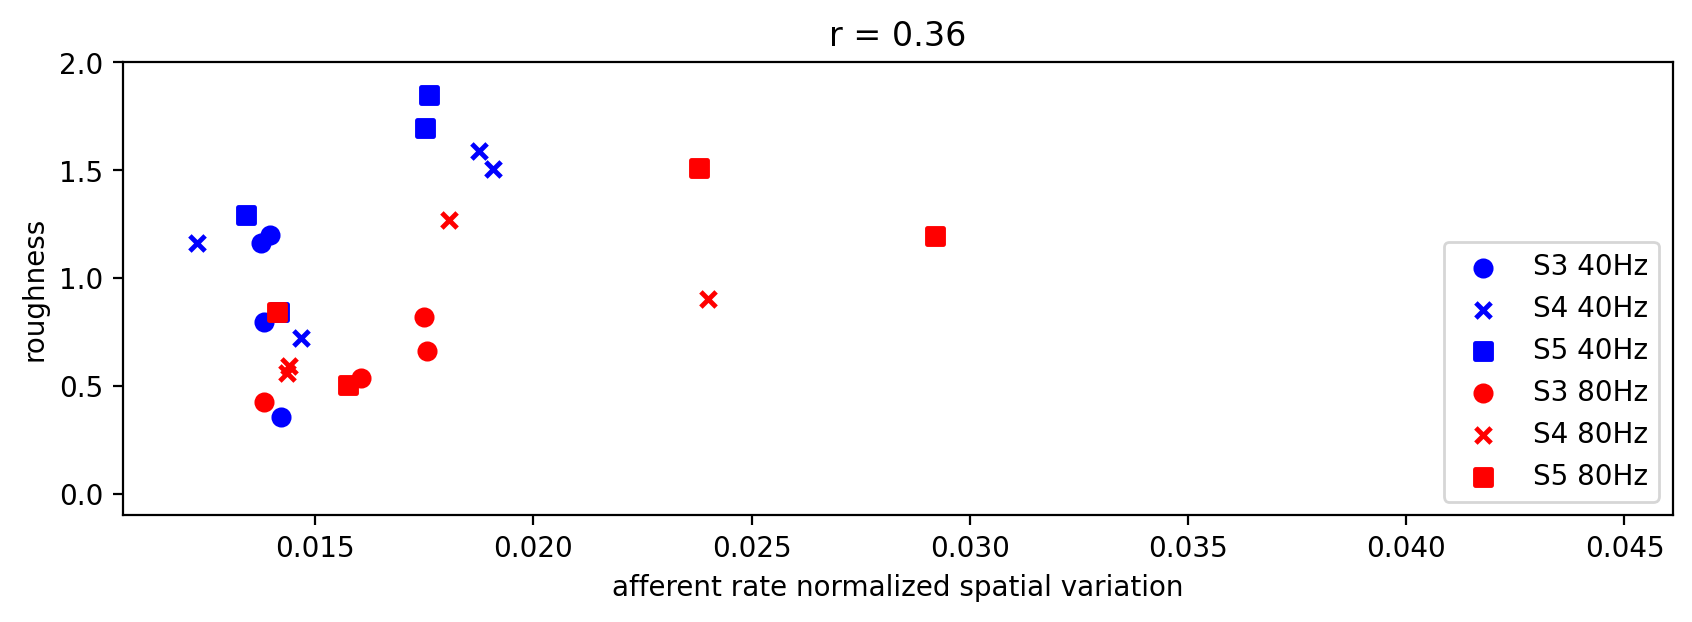 r = 0.36
2.0
1.5
1.0
0.5
0.0
roughness
S3 40Hz
S4 40Hz
S5 40Hz
S3 80Hz
S4 80Hz
S5 80Hz
0.015 0.020 0.025 0.030 0.035 0.040 0.045
afferent rate normalized spatial variation